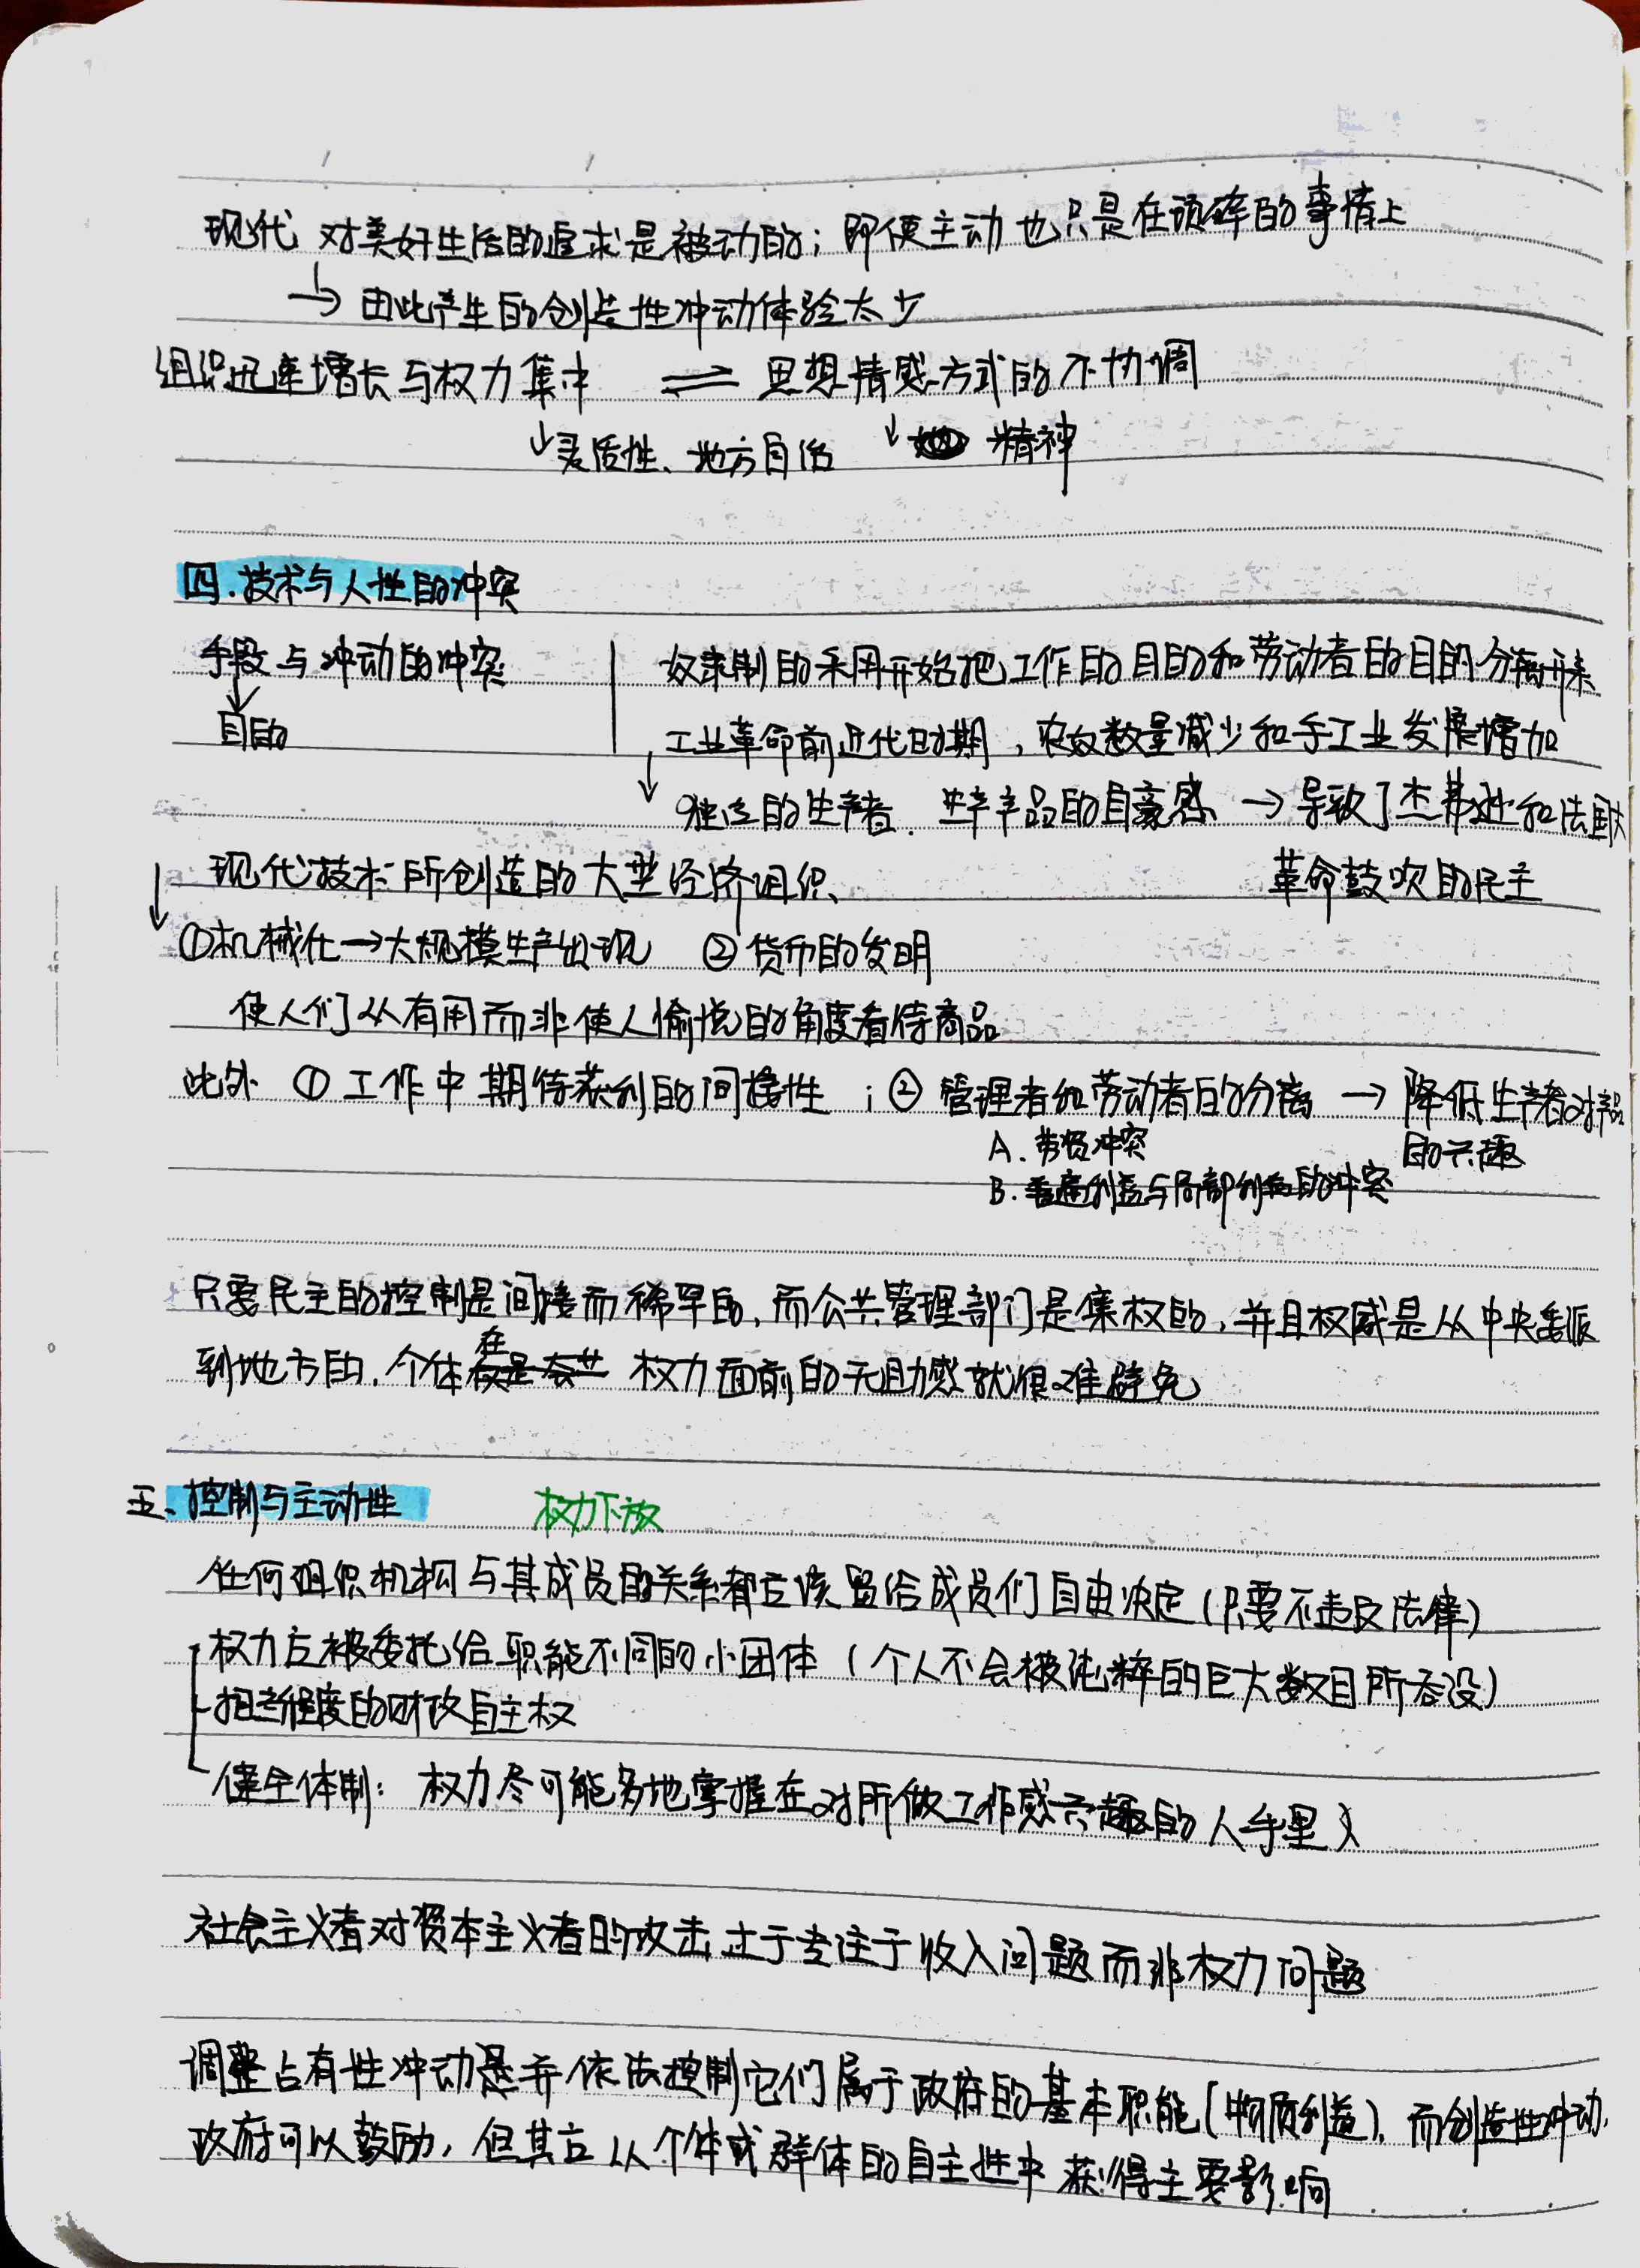 现代 对美好生活的追求是被动的；即使主动也只是在琐碎的事情上
→ 由此产生的创造性冲动体验太少
组织迅速增长与权力集中 ⇌ 思想情感方式的不协调
↓灵活性、地方自治 ↓ 精神
四.技术与人性的冲突
手段与冲动的冲突
↓
目的
奴隶制的采用开始把工作的目的和劳动者的目的分离开来
工业革命前近代时期，农奴数量减少和手工业发展增加
↓独立的生产者. 生产产品的自豪感 → 导致了杰弗逊和法国大
革命鼓吹的民主
↓ 现代技术所创造的大型经济组织、
①机械化→大规模生产出现 ②货币的发明
使人们从有用而非使人愉悦的角度看待商品
此外 ①工作中期待获利的间接性 ；②管理者和劳动者的分离 → 降低生产者对产品
的兴趣
A.劳资冲突
B.普遍利益与局部利益的冲突
只要民主的控制是间接而稀罕的，而公共管理部门是集权的，并且权威是从中央委派
到地方的，个体在权力面前的无助感就很难避免
五、控制与主动性 权力下放
任何组织机构与其成员的关系都应该留给成员们自由决定（只要不违反法律）
权力应被委托给职能不同的小团体（个人不会被纯粹的巨大数目所吞没）
相当程度的财政自主权
健全体制：权力尽可能多地掌握在对所做工作感兴趣的人手里
社会主义者对资本主义者的攻击止于专注于收入问题而非权力问题
调整占有性冲动并依法控制它们属于政府的基本职能（物质利益），而创造性冲动，
政府可以鼓励，但其应从个体或群体的自主性中获得主要影响